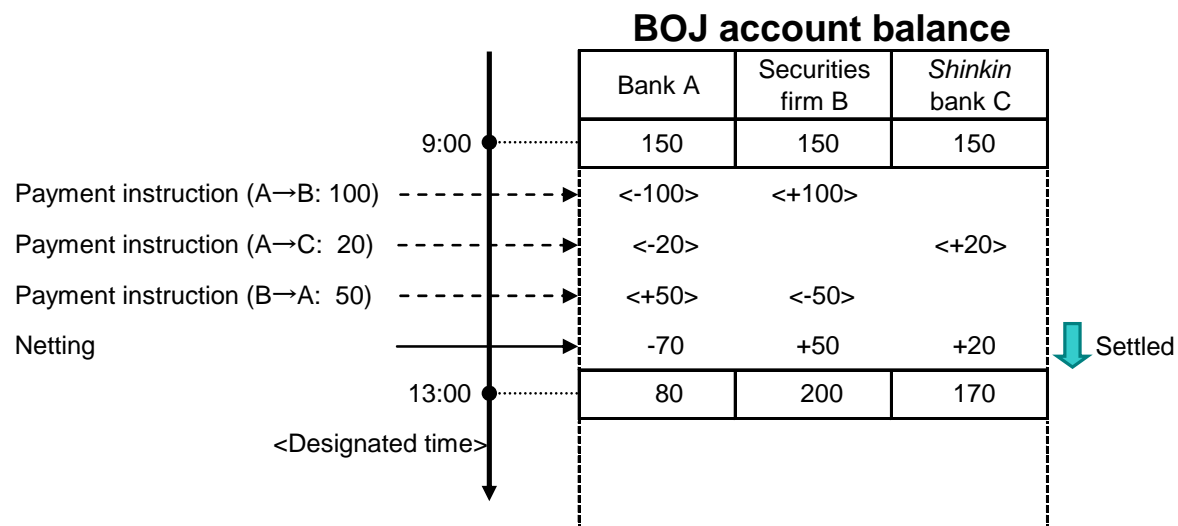 BOJ account balance
Bank A
Securities
firm B
Shinkin
bank C
9:00 150 150 150
Payment instruction (A→B: 100) <-100> <+100>
Payment instruction (A→C: 20) <-20> <+20>
Payment instruction (B→A: 50) <+50> <-50>
Netting -70 +50 +20 Settled
13:00 80 200 170
<Designated time>